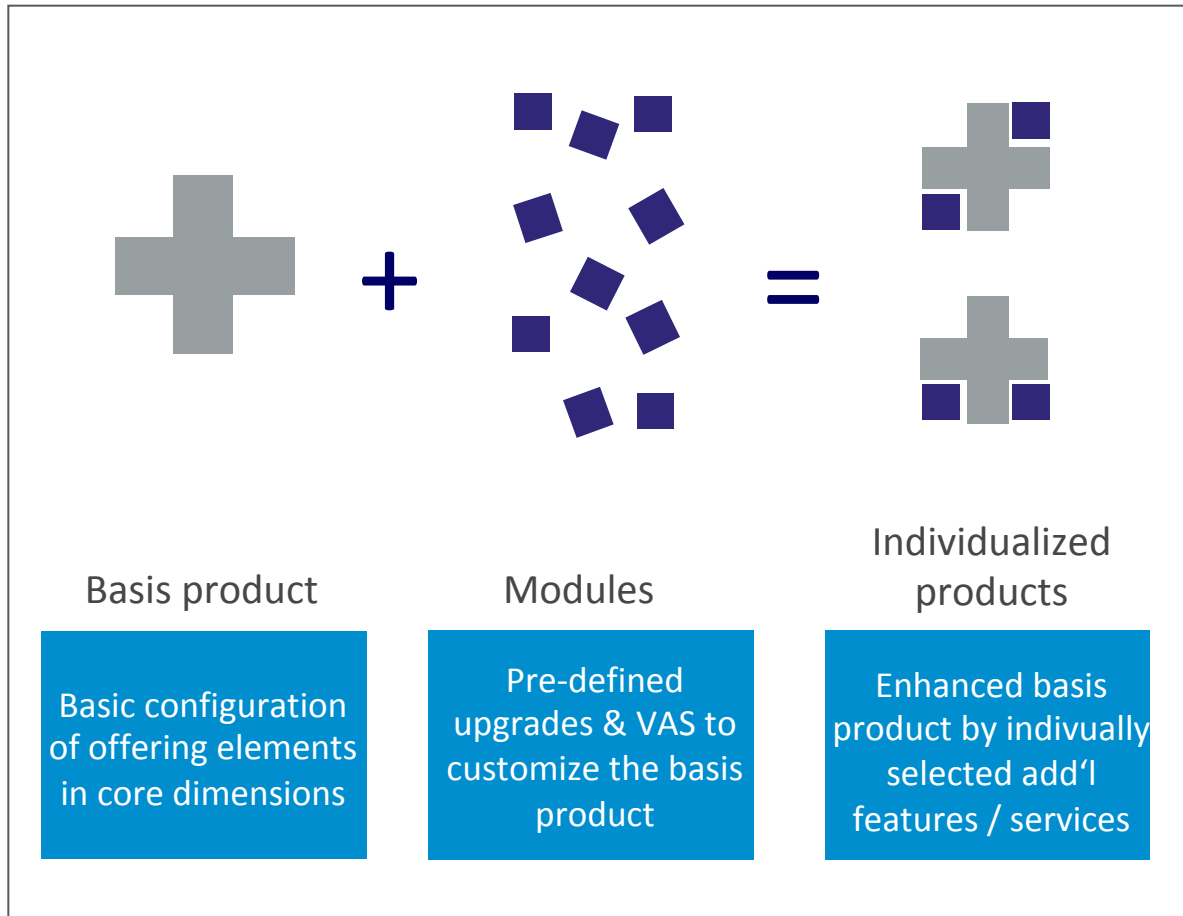 +
=
Basis product
Modules
Individualized
products
Basic configuration
of offering elements
in core dimensions
Pre-defined
upgrades & VAS to
customize the basis
product
Enhanced basis
product by indivually
selected add‘l
features / services